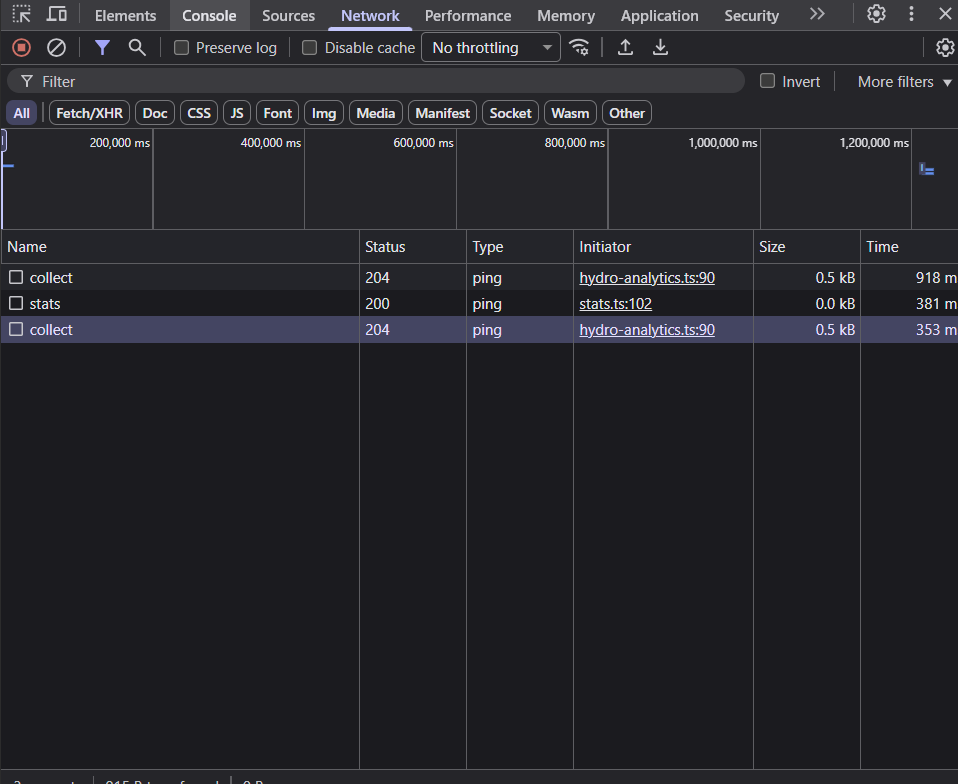 Elements Console Sources Network Performance Memory Application Security
Preserve log Disable cache No throttling
Filter Invert More filters
All Fetch/XHR Doc CSS JS Font Img Media Manifest Socket Wasm Other
200,000 ms 400,000 ms 600,000 ms 800,000 ms 1,000,000 ms 1,200,000 ms
Name Status Type Initiator Size Time
collect 204 ping hydro-analytics.ts:90 0.5 kB 918 m
stats 200 ping stats.ts:102 0.0 kB 381 m
collect 204 ping hydro-analytics.ts:90 0.5 kB 353 m